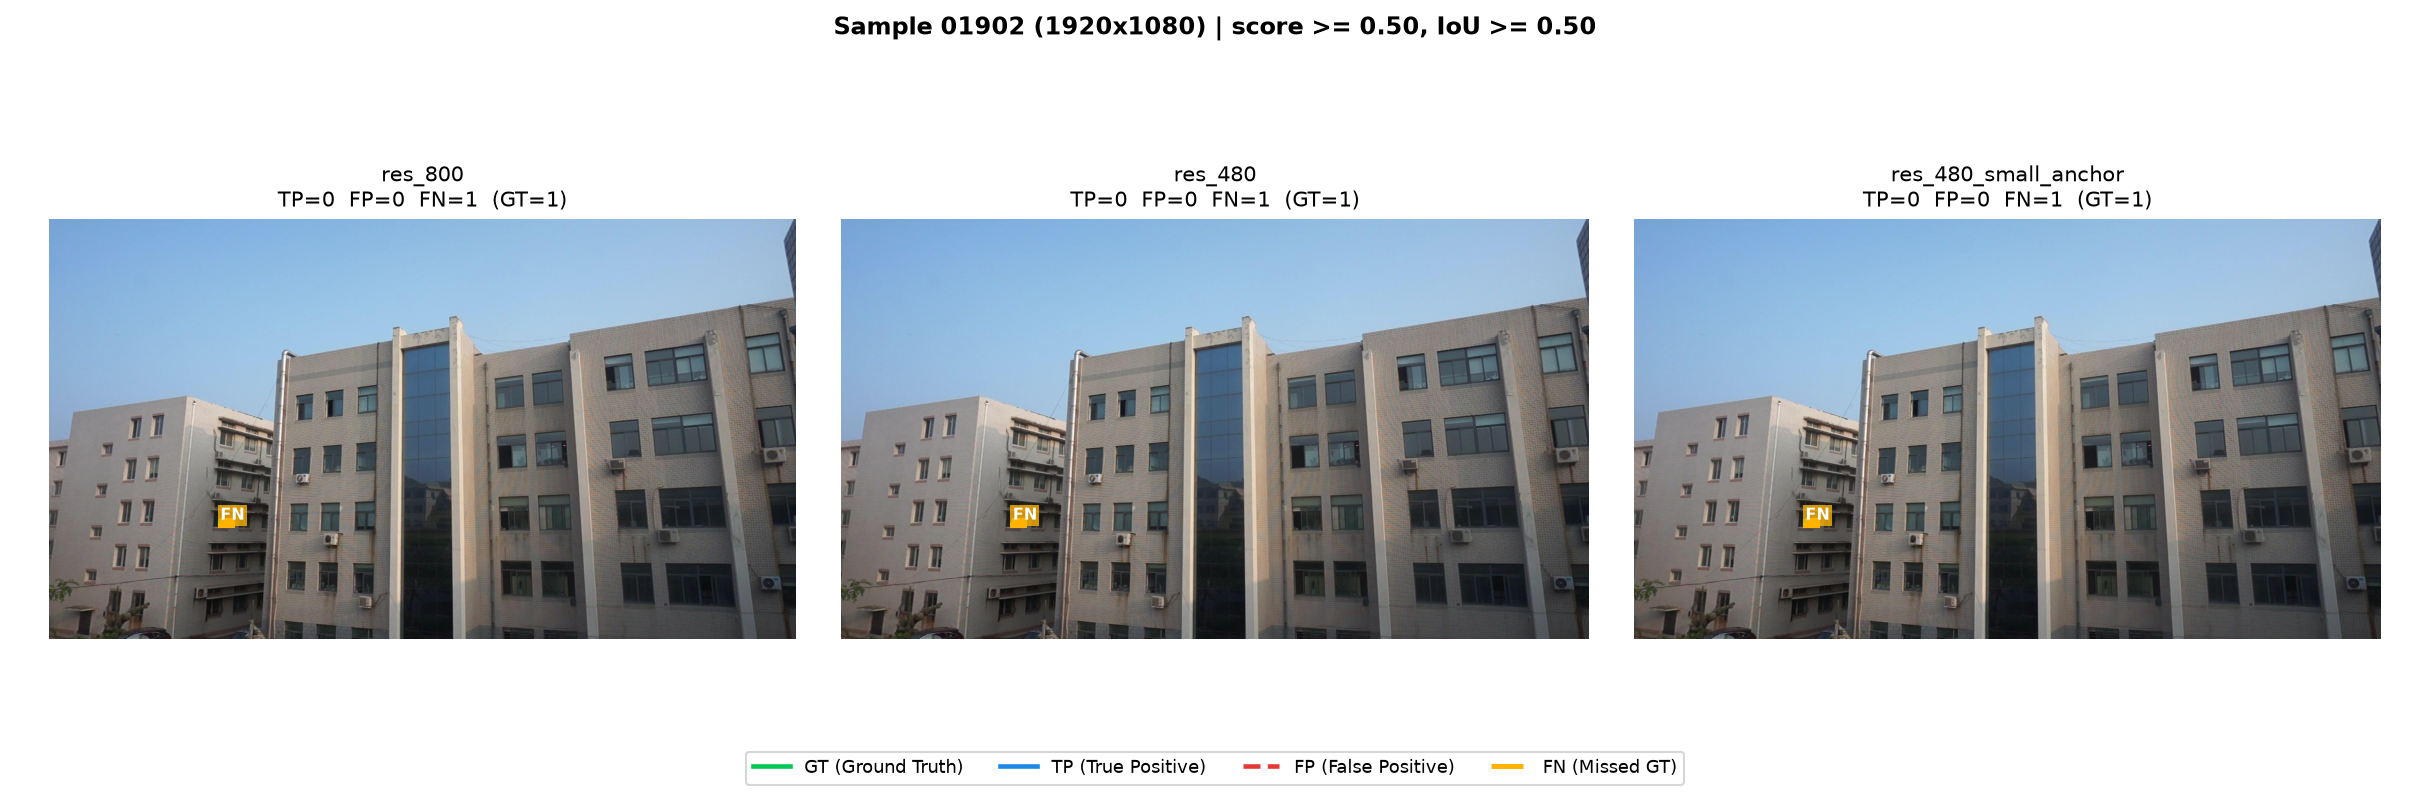 Sample 01902 (1920x1080) | score >= 0.50, IoU >= 0.50
res_800
TP=0 FP=0 FN=1 (GT=1)
res_480
TP=0 FP=0 FN=1 (GT=1)
res_480_small_anchor
TP=0 FP=0 FN=1 (GT=1)
FN
FN
FN
GT (Ground Truth)
TP (True Positive)
FP (False Positive)
FN (Missed GT)